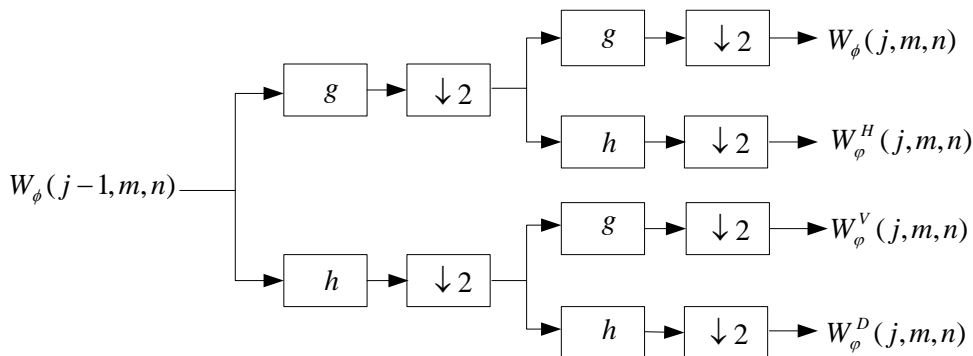 g ↓2 g ↓2 W_ϕ(j,m,n)
h ↓2 W_φ^H(j,m,n)
W_ϕ(j−1,m,n)
h ↓2 g ↓2 W_φ^V(j,m,n)
h ↓2 W_φ^D(j,m,n)